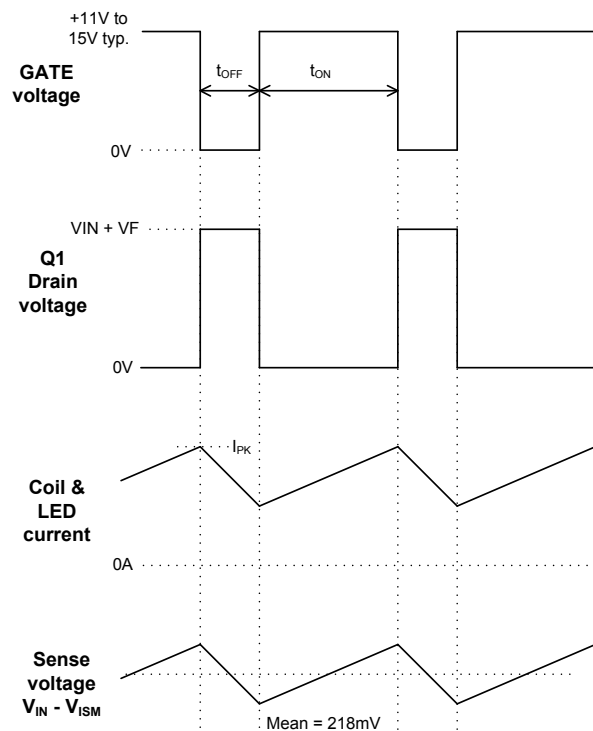 +11V to
15V typ.
GATE
voltage
tOFF
tON
0V
VIN + VF
Q1
Drain
voltage
0V
IPK
Coil &
LED
current
0A
Sense
voltage
VIN - VISM
Mean = 218mV